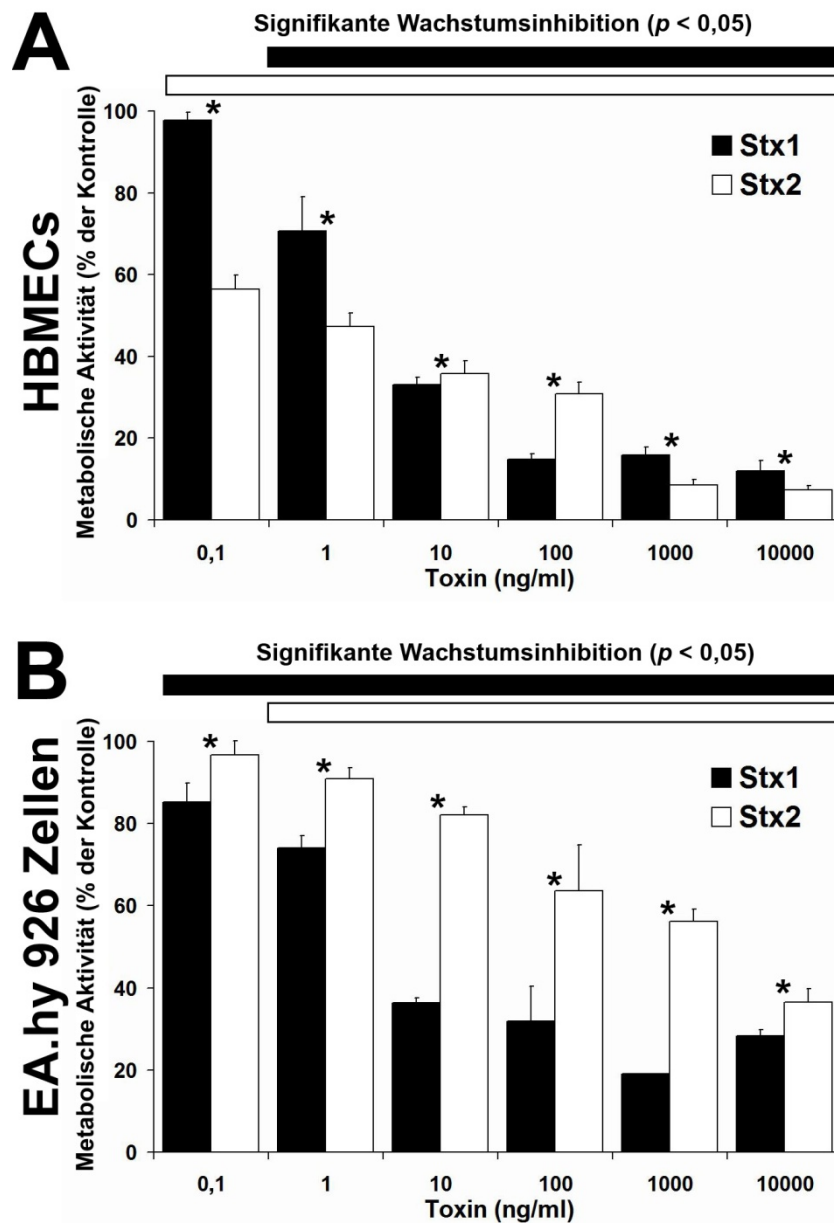 A
Signifikante Wachstumsinhibition (p < 0,05)
HBMECs
Metabolische Aktivität (% der Kontrolle)
100
80
60
40
20
0
*
*
*
*
*
*
Stx1
Stx2
0,1 1 10 100 1000 10000
Toxin (ng/ml)
B
Signifikante Wachstumsinhibition (p < 0,05)
EA.hy 926 Zellen
Metabolische Aktivität (% der Kontrolle)
100
80
60
40
20
0
*
*
*
*
*
*
Stx1
Stx2
0,1 1 10 100 1000 10000
Toxin (ng/ml)